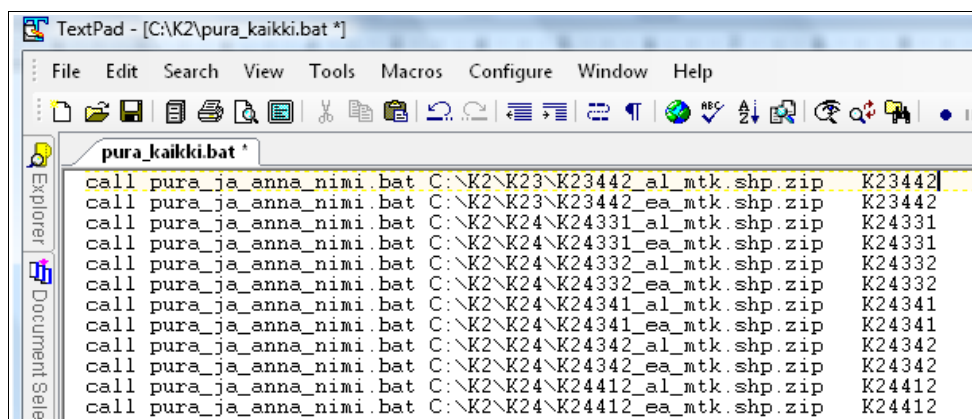 TextPad - [C:\K2\pura_kaikki.bat *]
File Edit Search View Tools Macros Configure Window Help
pura_kaikki.bat *
Explorer
Document Sele
call pura_ja_anna_nimi.bat C:\K2\K23\K23442_al_mtk.shp.zip K23442
call pura_ja_anna_nimi.bat C:\K2\K23\K23442_ea_mtk.shp.zip K23442
call pura_ja_anna_nimi.bat C:\K2\K24\K24331_al_mtk.shp.zip K24331
call pura_ja_anna_nimi.bat C:\K2\K24\K24331_ea_mtk.shp.zip K24331
call pura_ja_anna_nimi.bat C:\K2\K24\K24332_al_mtk.shp.zip K24332
call pura_ja_anna_nimi.bat C:\K2\K24\K24332_ea_mtk.shp.zip K24332
call pura_ja_anna_nimi.bat C:\K2\K24\K24341_al_mtk.shp.zip K24341
call pura_ja_anna_nimi.bat C:\K2\K24\K24341_ea_mtk.shp.zip K24341
call pura_ja_anna_nimi.bat C:\K2\K24\K24342_al_mtk.shp.zip K24342
call pura_ja_anna_nimi.bat C:\K2\K24\K24342_ea_mtk.shp.zip K24342
call pura_ja_anna_nimi.bat C:\K2\K24\K24412_al_mtk.shp.zip K24412
call pura_ja_anna_nimi.bat C:\K2\K24\K24412_ea_mtk.shp.zip K24412